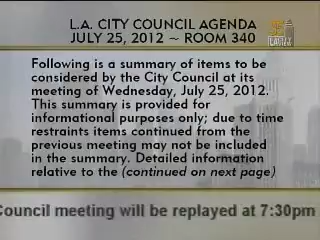 L.A. CITY COUNCIL AGENDA
JULY 25, 2012 ~ ROOM 340
35
Following is a summary of items to be
considered by the City Council at its
meeting of Wednesday, July 25, 2012.
This summary is provided for
informational purposes only; due to time
restraints items continued from the
previous meeting may not be included
in the summary. Detailed information
relative to the (continued on next page)
Council meeting will be replayed at 7:30pm